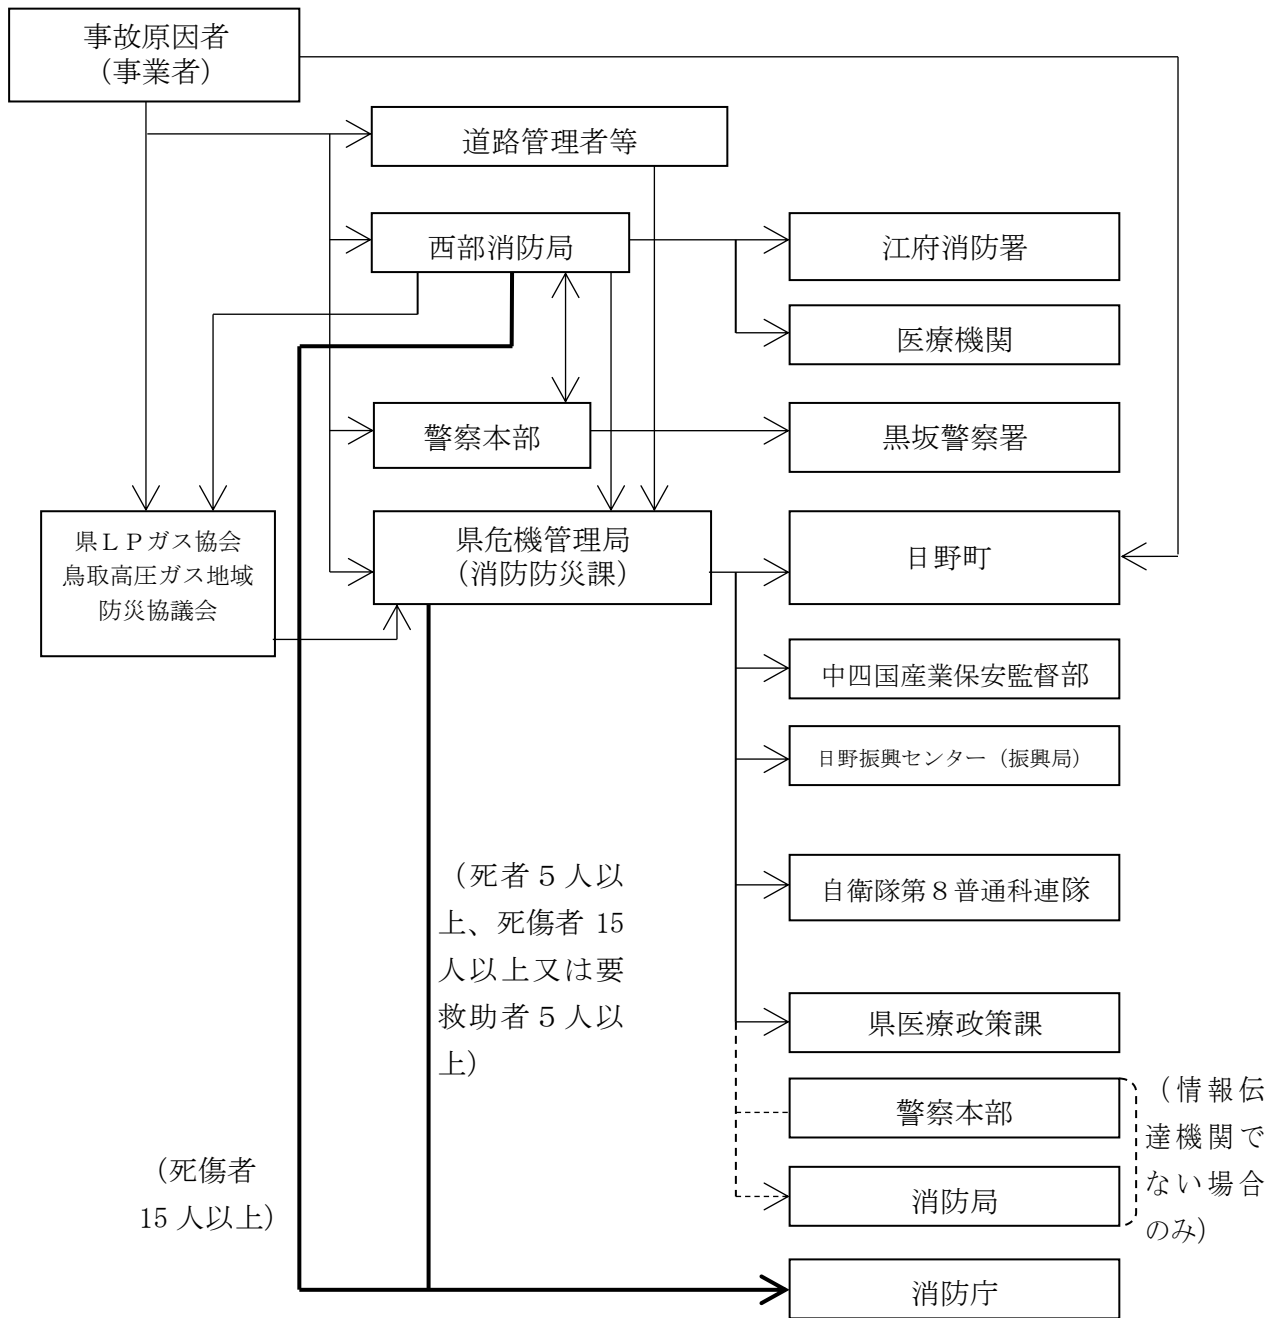 事故原因者
（事業者）
道路管理者等
西部消防局
江府消防署
医療機関
警察本部
黒坂警察署
県ＬＰガス協会
鳥取高圧ガス地域
防災協議会
県危機管理局
（消防防災課）
日野町
中四国産業保安監督部
日野振興センター（振興局）
（死者５人以
上、死傷者 15
人以上又は要
救助者５人以
上）
自衛隊第８普通科連隊
県医療政策課
警察本部
（情報伝
達機関で
ない場合
のみ）
消防局
（死傷者
15 人以上）
消防庁